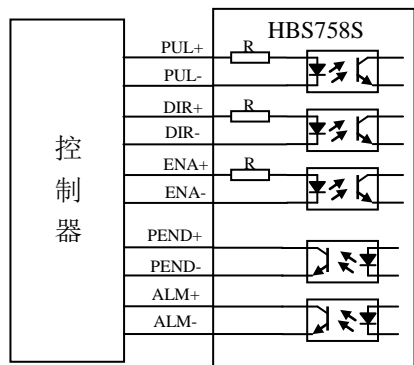 HBS758S
PUL+
R
PUL-
DIR+
R
DIR-
ENA+
R
ENA-
PEND+
PEND-
ALM+
ALM-
控
制
器